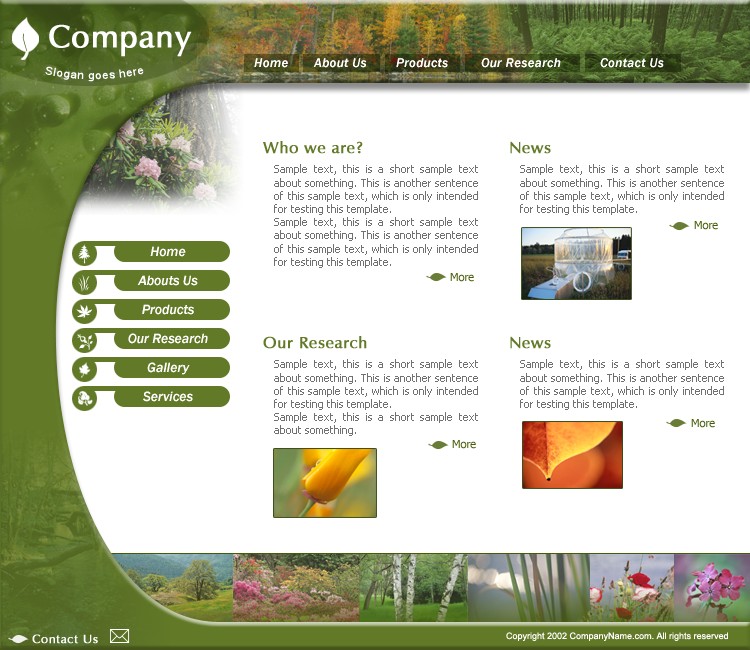 Company
Slogan goes here
Home
About Us
Products
Our Research
Contact Us
Home
Abouts Us
Products
Our Research
Gallery
Services
Who we are?
Sample text, this is a short sample text
about something. This is another sentence
of this sample text, which is only intended
for testing this template.
Sample text, this is a short sample text
about something. This is another sentence
of this sample text, which is only intended
for testing this template.
More
News
Sample text, this is a short sample text
about something. This is another sentence
of this sample text, which is only intended
for testing this template.
More
Our Research
Sample text, this is a short sample text
about something. This is another sentence
of this sample text, which is only intended
for testing this template.
Sample text, this is a short sample text
about something.
More
News
Sample text, this is a short sample text
about something. This is another sentence
of this sample text, which is only intended
for testing this template.
More
Contact Us
Copyright 2002 CompanyName.com. All rights reserved